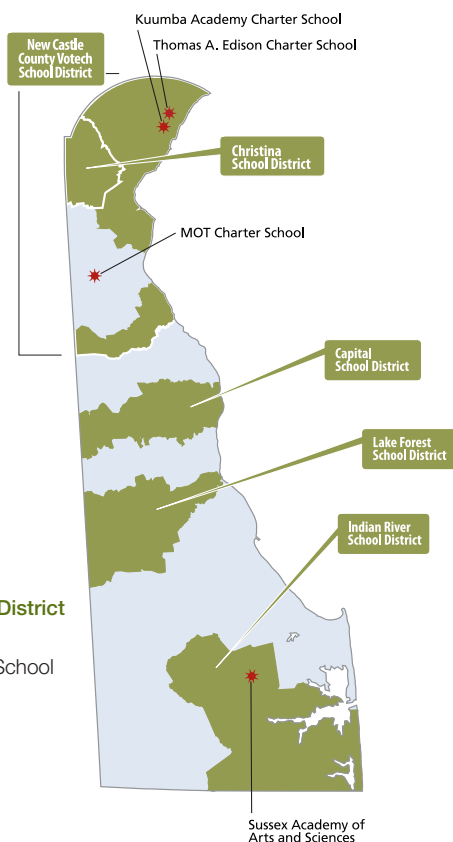 Kuumba Academy Charter School
Thomas A. Edison Charter School
New Castle
County Votech
School District
Christina
School District
MOT Charter School
Capital
School District
Lake Forest
School District
Indian River
School District
District
School
Sussex Academy of
Arts and Sciences